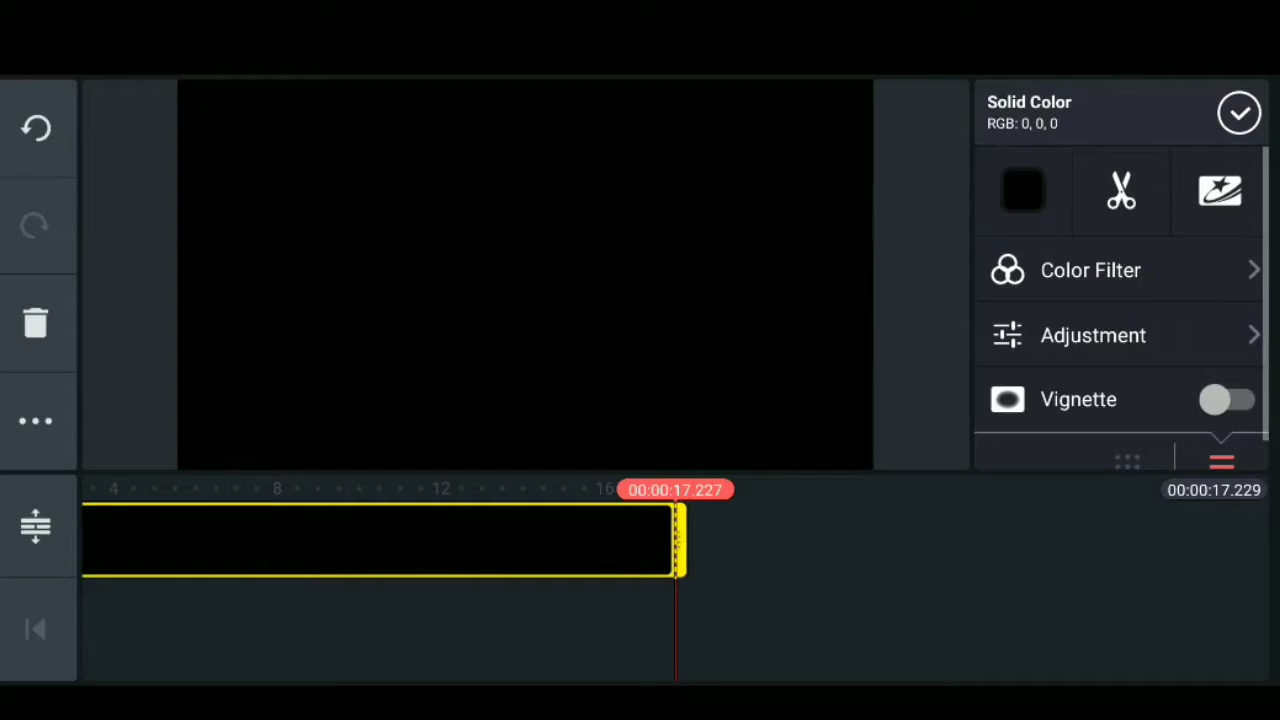 Solid Color
RGB: 0, 0, 0
Color Filter
Adjustment
Vignette
4 8 12 16 00:00:17.227 00:00:17.229